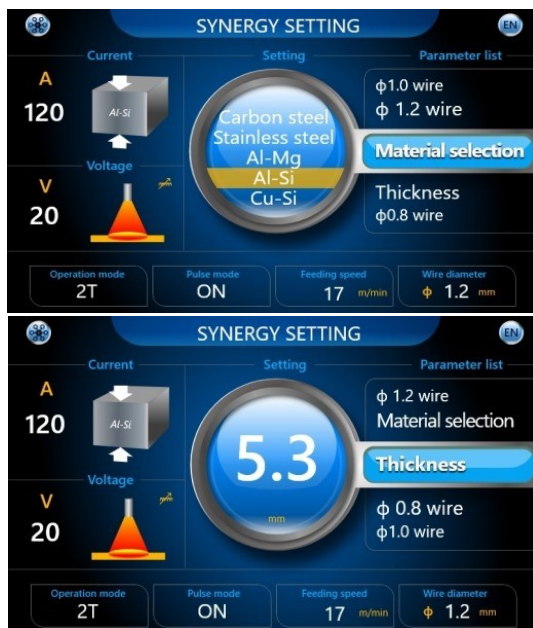 SYNERGY SETTING
EN
Current
Setting
Parameter list
A
120
Al-Si
Voltage
V
20
Carbon steel
Stainless steel
Al-Mg
Al-Si
Cu-Si
ϕ1.0 wire
ϕ 1.2 wire
Material selection
Thickness
ϕ0.8 wire
Operation mode
2T
Pulse mode
ON
Feeding speed
17 m/min
Wire diameter
ϕ 1.2 mm
SYNERGY SETTING
EN
Current
Setting
Parameter list
A
120
Al-Si
Voltage
V
20
5.3
mm
ϕ 1.2 wire
Material selection
Thickness
ϕ 0.8 wire
ϕ1.0 wire
Operation mode
2T
Pulse mode
ON
Feeding speed
17 m/min
Wire diameter
ϕ 1.2 mm